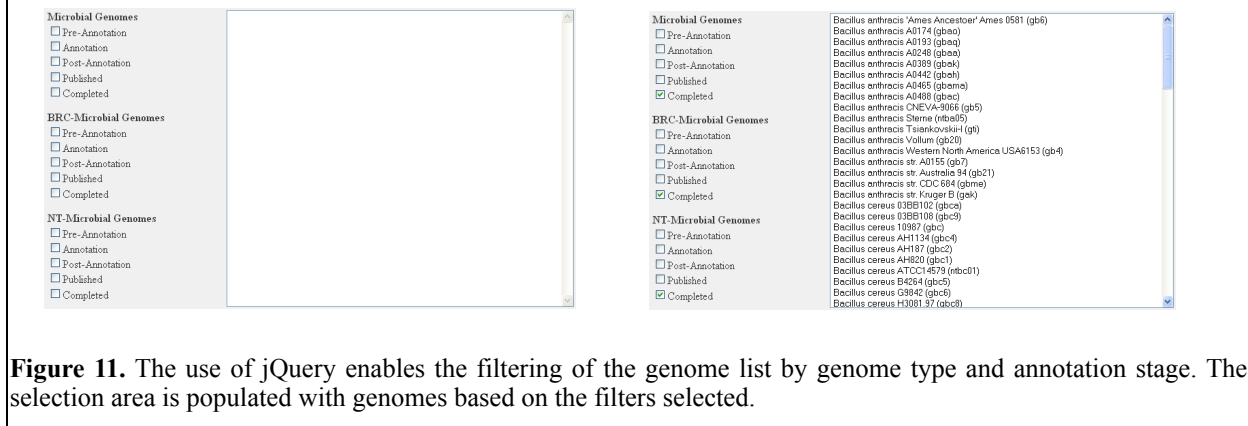 Microbial Genomes
Pre-Annotation
Annotation
Post-Annotation
Published
Completed
BRC-Microbial Genomes
Pre-Annotation
Annotation
Post-Annotation
Published
Completed
NT-Microbial Genomes
Pre-Annotation
Annotation
Post-Annotation
Published
Completed
Microbial Genomes
Pre-Annotation
Annotation
Post-Annotation
Published
Completed
BRC-Microbial Genomes
Pre-Annotation
Annotation
Post-Annotation
Published
Completed
NT-Microbial Genomes
Pre-Annotation
Annotation
Post-Annotation
Published
Completed
Bacillus anthracis 'Ames Ancestoer' Ames 0581 (gb6)
Bacillus anthracis A0174 (gbao)
Bacillus anthracis A0193 (gbaq)
Bacillus anthracis A0248 (gbaa)
Bacillus anthracis A0389 (gbak)
Bacillus anthracis A0442 (gbah)
Bacillus anthracis A0465 (gbama)
Bacillus anthracis A0488 (gbac)
Bacillus anthracis CNEVA-9066 (gb5)
Bacillus anthracis Sterne (ntba05)
Bacillus anthracis Tsiankovskii-I (gti)
Bacillus anthracis Vollum (gb20)
Bacillus anthracis Western North America USA6153 (gb4)
Bacillus anthracis str. A0155 (gb7)
Bacillus anthracis str. Australia 94 (gb21)
Bacillus anthracis str. CDC 684 (gbme)
Bacillus anthracis str. Kruger B (gak)
Bacillus cereus 03BB102 (gbca)
Bacillus cereus 03BB108 (gbc9)
Bacillus cereus 10987 (gbc)
Bacillus cereus AH1134 (gbc4)
Bacillus cereus AH187 (gbc2)
Bacillus cereus AH820 (gbc1)
Bacillus cereus ATCC14579 (ntbc01)
Bacillus cereus B4264 (gbc5)
Bacillus cereus G9842 (gbc6)
Bacillus cereus H3081.97 (gbc8)
Figure 11. The use of jQuery enables the filtering of the genome list by genome type and annotation stage. The
selection area is populated with genomes based on the filters selected.